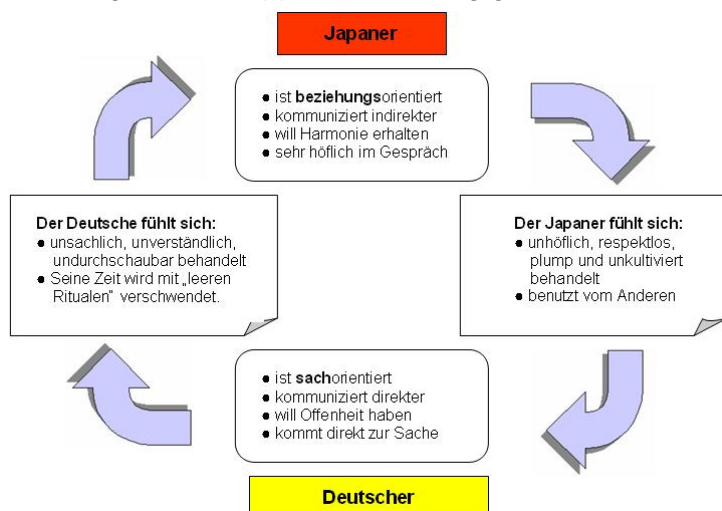 Japaner
● ist beziehungsorientiert
● kommuniziert indirekter
● will Harmonie erhalten
● sehr höflich im Gespräch
Der Deutsche fühlt sich:
● unsachlich, unverständlich,
undurchschaubar behandelt
● Seine Zeit wird mit „leeren
Ritualen" verschwendet.
Der Japaner fühlt sich:
● unhöflich, respektlos,
plump und unkultiviert
behandelt
● benutzt vom Anderen
● ist sachorientiert
● kommuniziert direkter
● will Offenheit haben
● kommt direkt zur Sache
Deutscher